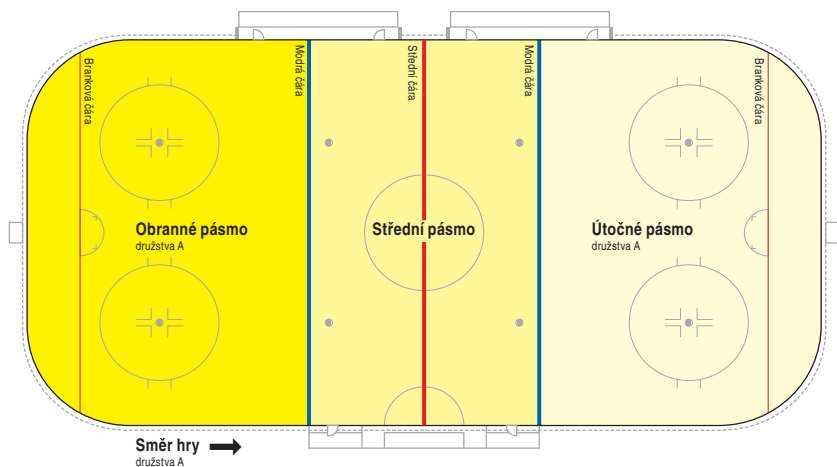 Branková čára
Modrá čára
Střední čára
Modrá čára
Branková čára
Obranné pásmo
družstva A
Střední pásmo
Útočné pásmo
družstva A
Směr hry
družstva A